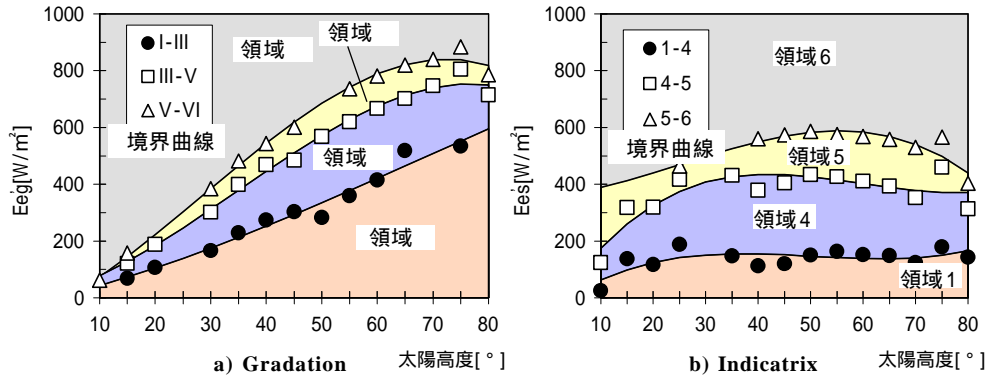 1000
800
600
400
200
0
Ee'g[W/m²]
I-III
III-V
V-VI
境界曲線
領域
領域
領域
領域
10 20 30 40 50 60 70 80
a) Gradation
太陽高度[°]
1000
800
600
400
200
0
Ee's[W/m²]
1-4
4-5
5-6
境界曲線
領域6
領域5
領域4
領域1
10 20 30 40 50 60 70 80
b) Indicatrix
太陽高度[°]